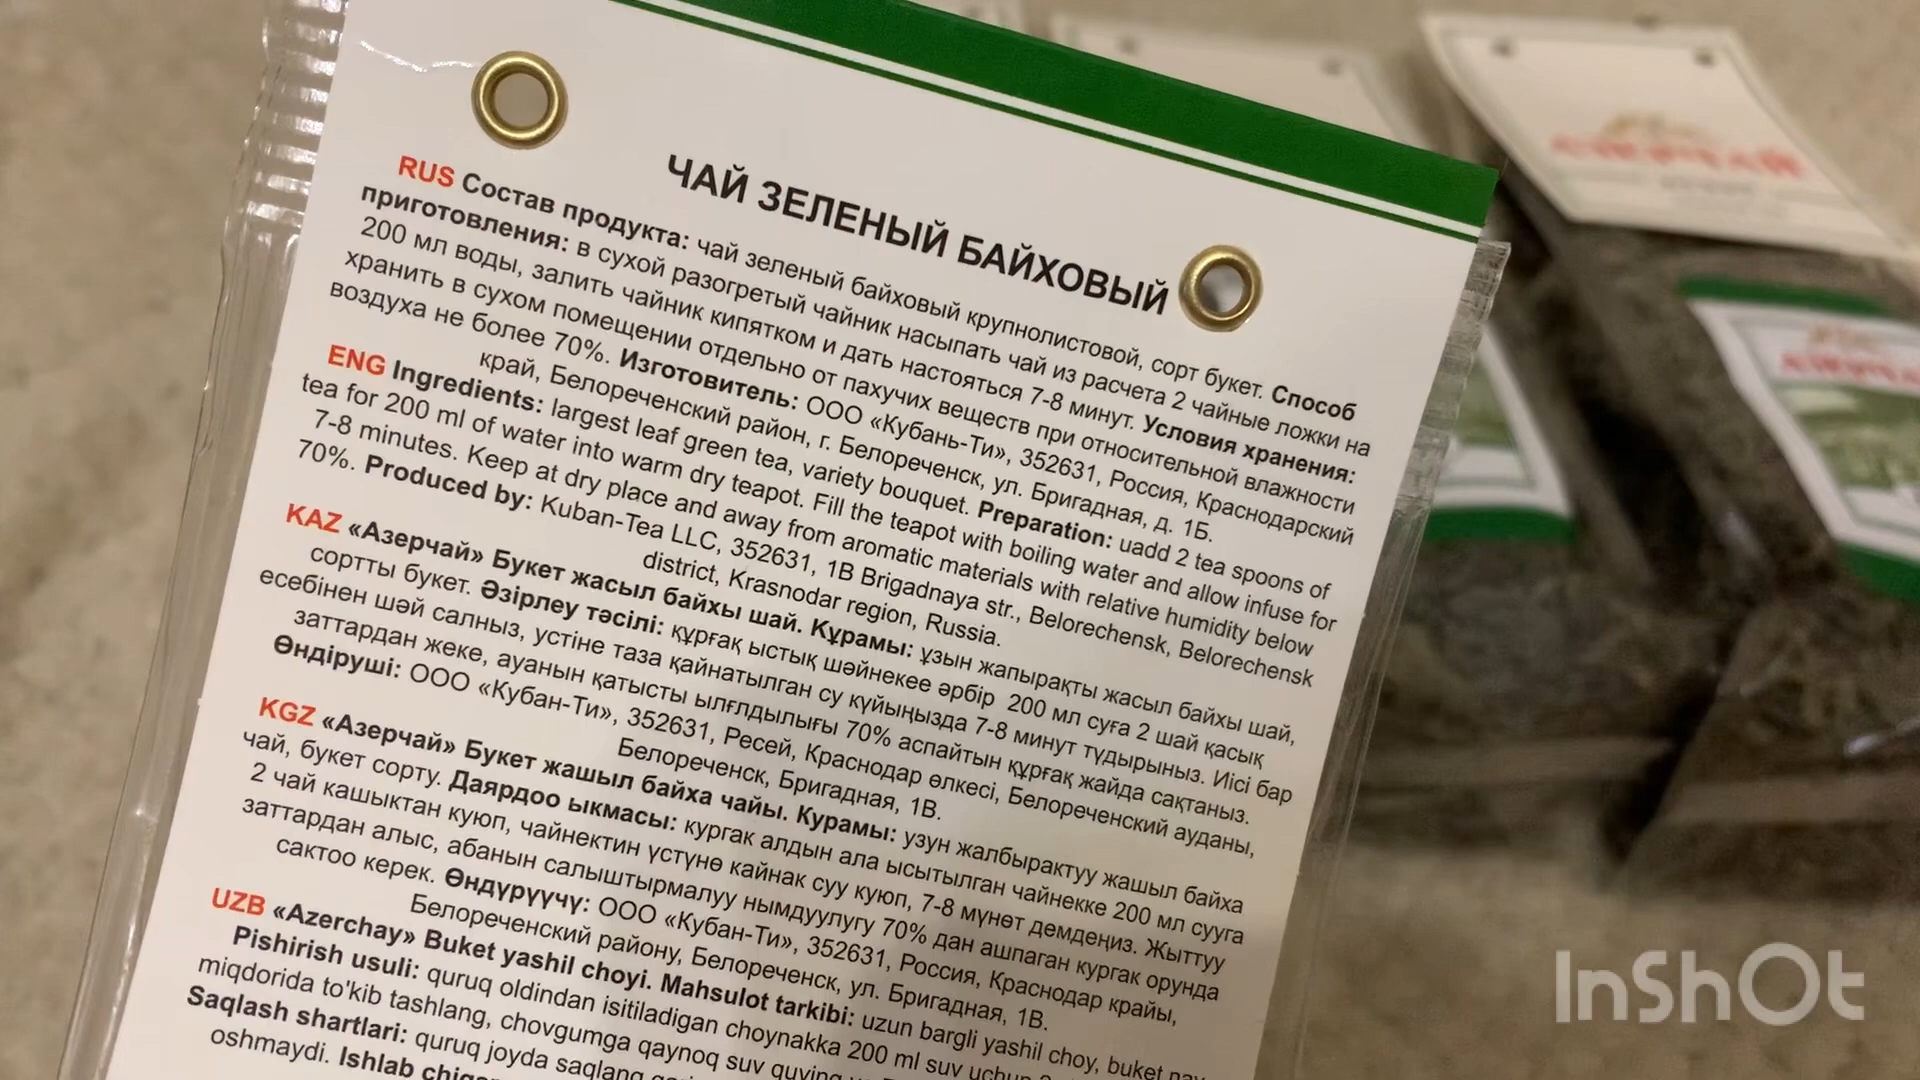 ЧАЙ ЗЕЛЕНЫЙ БАЙХОВЫЙ
RUS Состав продукта: чай зеленый байховый крупнолистовой, сорт букет. Способ
приготовления: в сухой разогретый чайник насыпать чай из расчета 2 чайные ложки на
200 мл воды, залить чайник кипятком и дать настояться 7-8 минут. Условия хранения:
хранить в сухом помещении отдельно от пахучих веществ при относительной влажности
воздуха не более 70%. Изготовитель: ООО «Кубань-Ти», 352631, Россия, Краснодарский
край, Белореченский район, г. Белореченск, ул. Бригадная, д. 1Б.
ENG Ingredients: largest leaf green tea, variety bouquet. Preparation: uadd 2 tea spoons of
tea for 200 ml of water into warm dry teapot. Fill the teapot with boiling water and allow infuse for
7-8 minutes. Keep at dry place and away from aromatic materials with relative humidity below
70%. Produced by: Kuban-Tea LLC, 352631, 1B Brigadnaya str., Belorechensk, Belorechensk
district, Krasnodar region, Russia.
KAZ «Азерчай» Букет жасыл байхы шай. Құрамы: ұзын жапырақты жасыл байхы шай,
сортты букет. Әзірлеу тәсілі: құрғақ ыстық шәйнекее әрбір 200 мл суға 2 шай қасық
есебінен шәй салныз, устіне таза қайнатылган су күйыңызда 7-8 минут тұдырыныз. Иісі бар
заттардан жеке, ауанын қатысты ылғлдылығы 70% аспайтын құрғақ жайда сақтаныз.
Өндіруші: ООО «Кубан-Ти», 352631, Ресей, Краснодар өлкесі, Белореченский ауданы,
Белореченск, Бригадная, 1В.
KGZ «Азерчай» Букет жашыл байха чайы. Курамы: узун жалбырактуу жашыл байха
чай, букет сорту. Даярдоо ыкмасы: кургак алдын ала ысытылган чайнекке 200 мл сууга
2 чай кашыктан куюп, чайнектин үстүнө кайнак суу куюп, 7-8 мүнөт демдеңиз. Жыттуу
заттардан алыс, абанын салыштырмалуу нымдуулугу 70% дан ашпаган кургак орунда
сактоо керек. Өндүрүүчү: ООО «Кубан-Ти», 352631, Россия, Краснодар крайы,
Белореченский району, Белореченск, ул. Бригадная, 1В.
UZB «Azerchay» Buket yashil choyi. Mahsulot tarkibi: uzun bargli yashil choy, buket
Pishirish usuli: quruq oldindan isitiladigan choynakka 200 ml suv uchun
miqdorida to'kib tashlang, chovgumga qaynoq suv
Saqlash shartlari: quruq joyda saqlang
oshmaydi. Ishlab
АЗЕРЧАЙ
InShOt